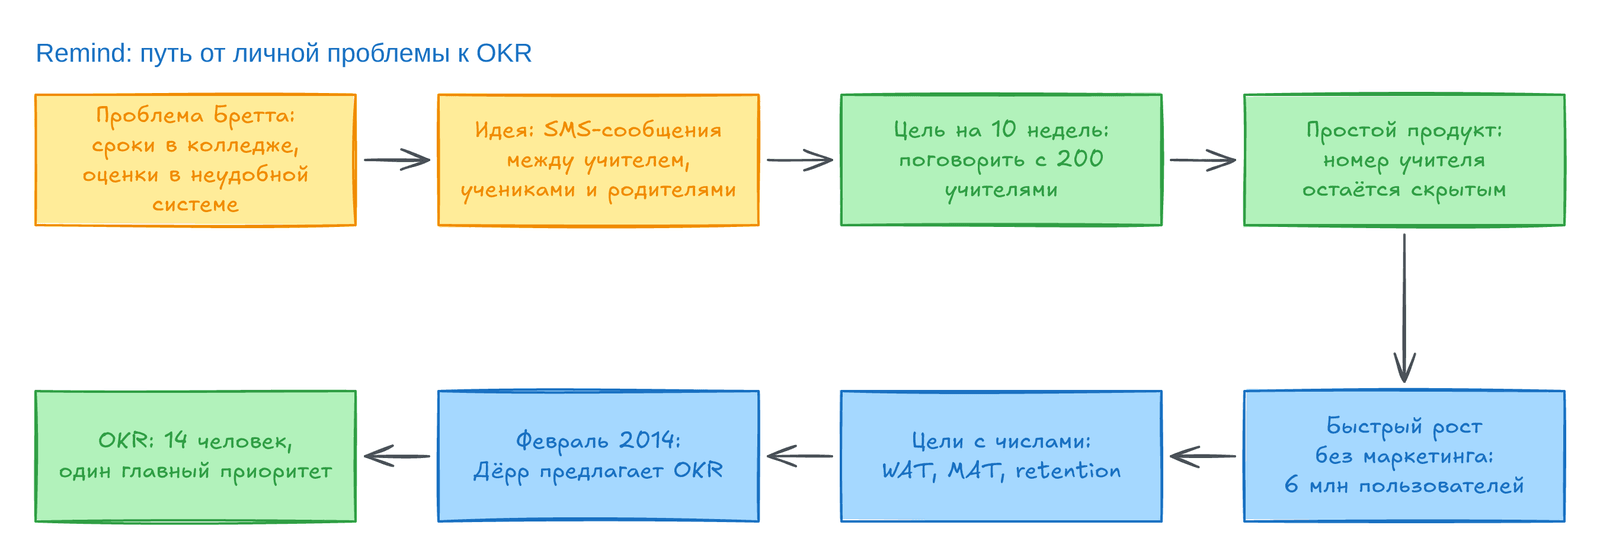 Remind: путь от личной проблемы к OKR
Проблема Бретта:
сроки в колледже,
оценки в неудобной
системе
Идея: SMS-сообщения
между учителем,
учениками и родителями
Цель на 10 недель:
поговорить с 200
учителями
Простой продукт:
номер учителя
остаётся скрытым
Быстрый рост
без маркетинга:
6 млн пользователей
Цели с числами:
WAT, MAT, retention
Февраль 2014:
Дёрр предлагает OKR
OKR: 14 человек,
один главный приоритет